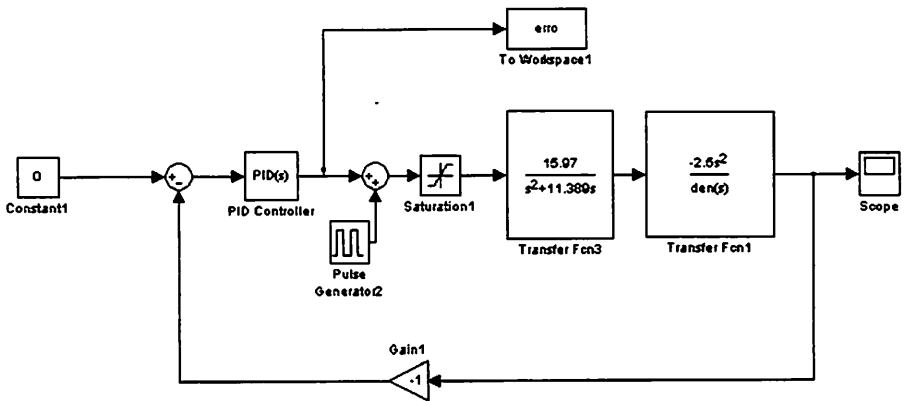 erro
To Workspace1
0
Constant1
+
-
PID(s)
PID Controller
+
+
Saturation1
Pulse
Generator2
15.97
s²+11.389s
Transfer Fcn3
-2.5s²
den(s)
Transfer Fcn1
Scope
Gain1
-1